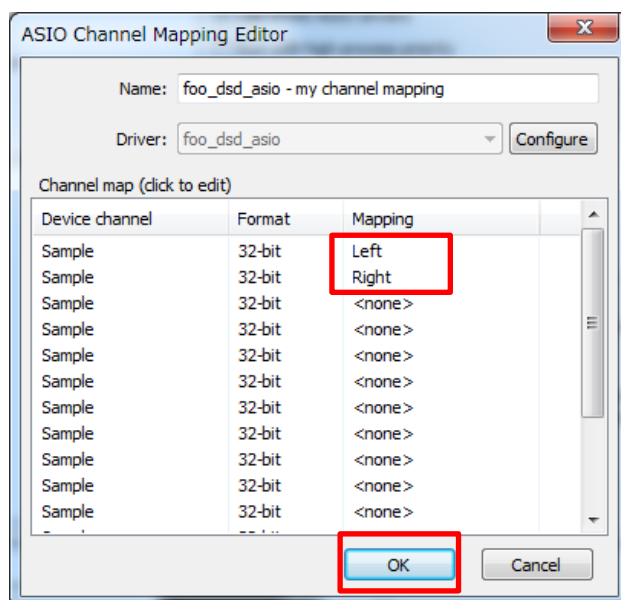 ASIO Channel Mapping Editor
Name: foo_dsd_asio - my channel mapping
Driver: foo_dsd_asio Configure
Channel map (click to edit)
Device channel Format Mapping
Sample 32-bit Left
Sample 32-bit Right
Sample 32-bit <none>
Sample 32-bit <none>
Sample 32-bit <none>
Sample 32-bit <none>
Sample 32-bit <none>
Sample 32-bit <none>
Sample 32-bit <none>
Sample 32-bit <none>
Sample 32-bit <none>
OK Cancel